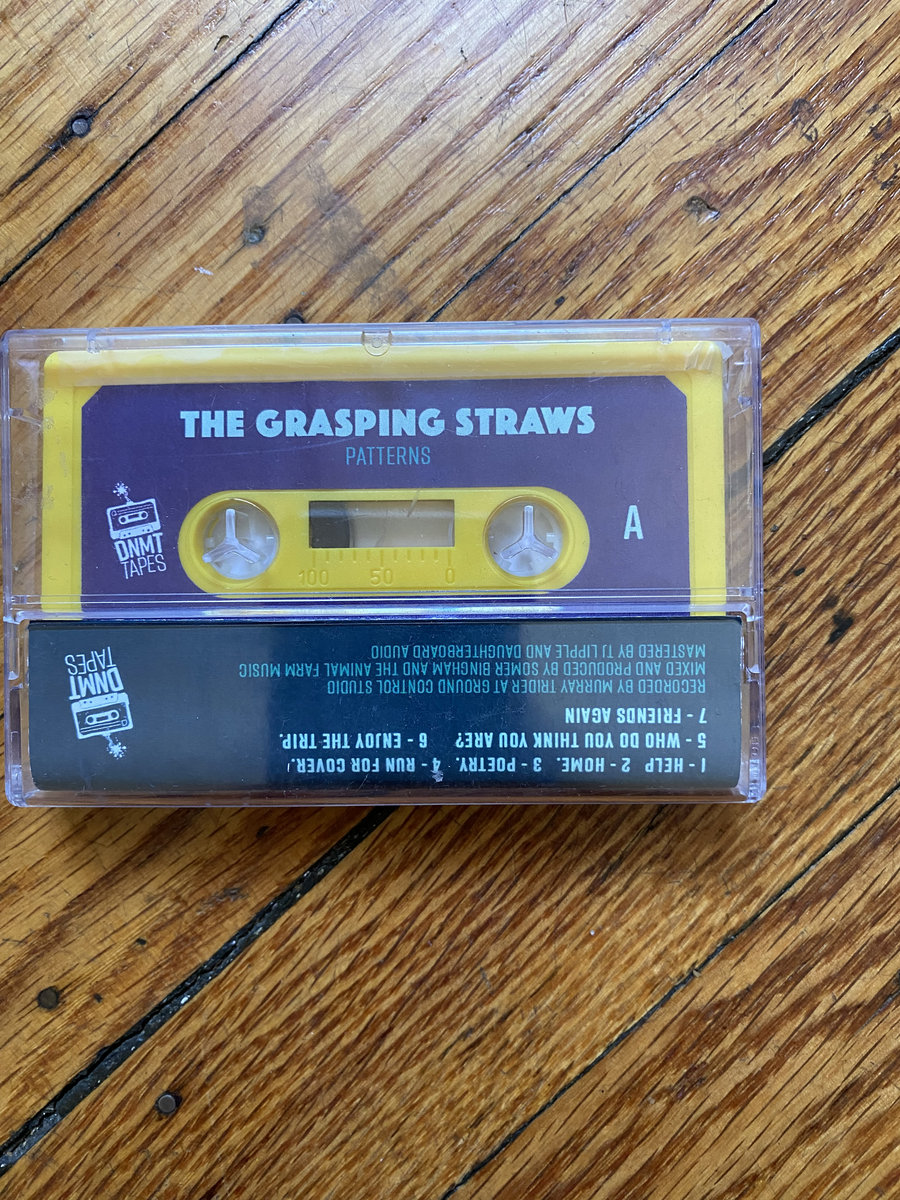 THE GRASPING STRAWS
PATTERNS
A
DNMT
TAPES
100 50 0
1 - HELP 2 - HOME. 3 - POETRY. 4 - RUN FOR COVER.
5 - WHO DO YOU THINK YOU ARE? 6 - ENJOY THE TRIP.
7 - FRIENDS AGAIN
RECORDED BY MURRAY TRIDER AT GROUND CONTROL STUDIO
MIXED AND PRODUCED BY SOMER BINGHAM AND THE ANIMAL FARM MUSIC
MASTERED BY TJ LIPPLE AND DAUGHTERBOARD AUDIO
DNMT
TAPES